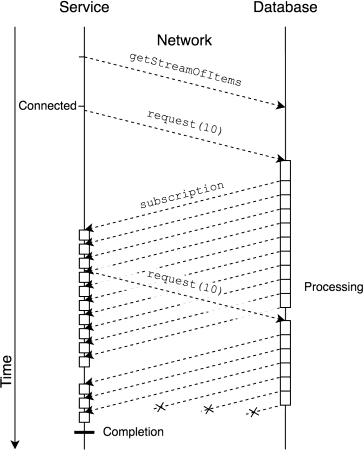 Service
Database
Network
getStreamOfItems
Connected
request(10)
subscription
request(10)
Processing
Time
Completion